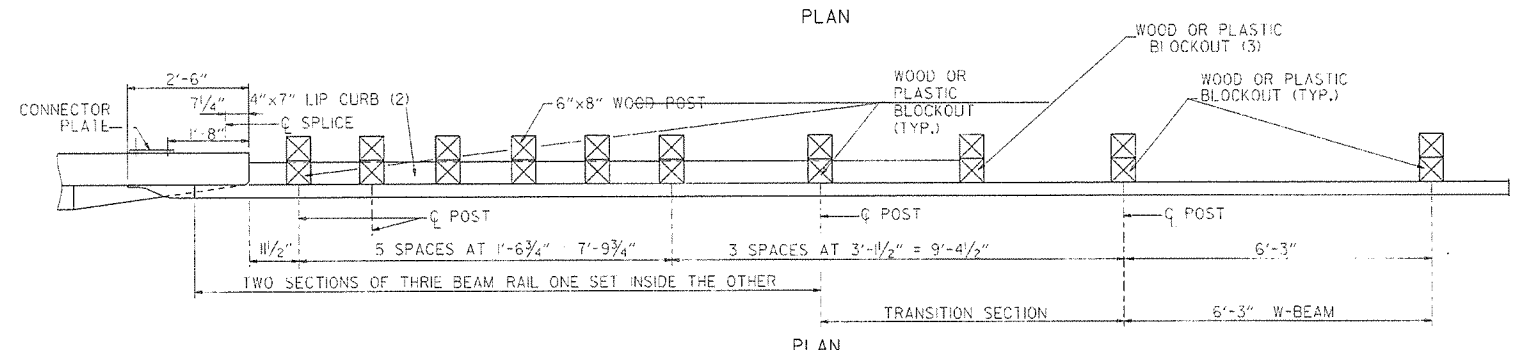 PLAN
WOOD OR PLASTIC
BLOCKOUT (3)
2'-6"
WOOD OR
PLASTIC
BLOCKOUT
(TYP.)
WOOD OR PLASTIC
BLOCKOUT (TYP.)
CONNECTOR
PLATE
7¼"
4"×7" LIP CURB (2)
6"×8" WOOD POST
℄ SPLICE
1'-8"
℄ POST
℄ POST
℄ POST
11½"
5 SPACES AT 1'-6¾" 7'-9¾"
3 SPACES AT 3'-1½" = 9'-4½"
6'-3"
TWO SECTIONS OF THRIE BEAM RAIL ONE SET INSIDE THE OTHER
TRANSITION SECTION
6'-3" W-BEAM
PLAN